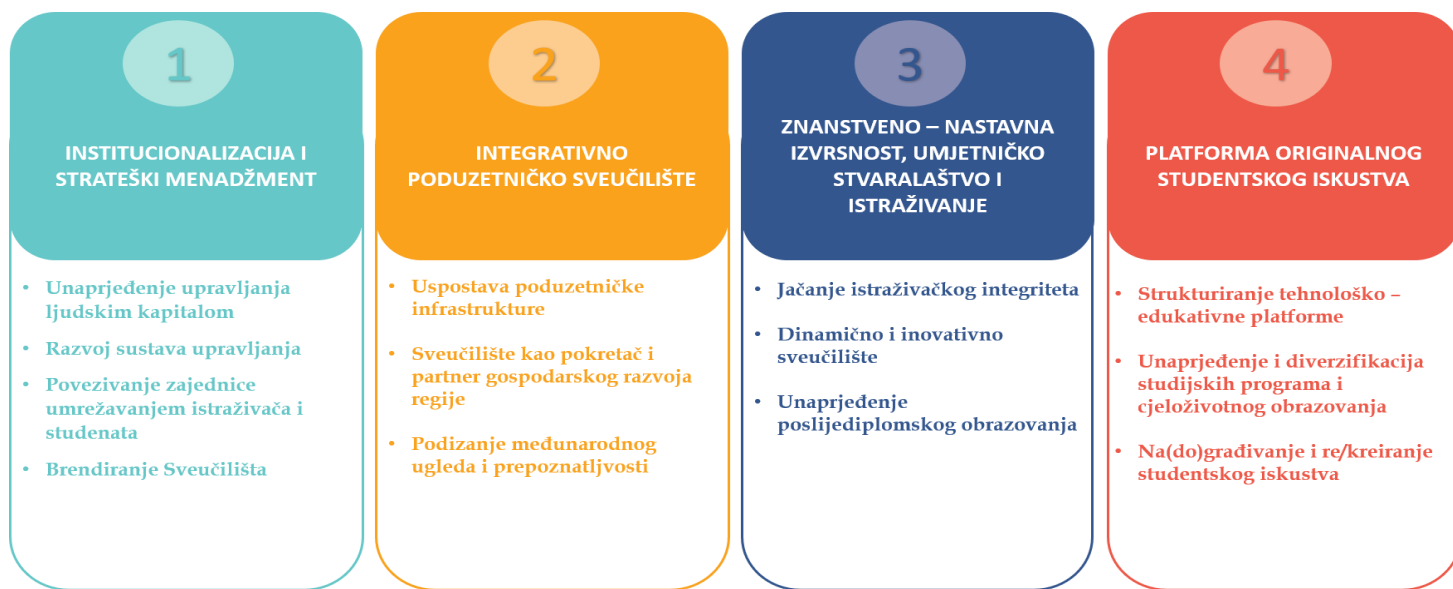 1
INSTITUCIONALIZACIJA I
STRATEŠKI MENADŽMENT
• Unaprjeđenje upravljanja
ljudskim kapitalom
• Razvoj sustava upravljanja
• Povezivanje zajednice
umrežavanjem istraživača i
studenata
• Brendiranje Sveučilišta
2
INTEGRATIVNO
PODUZETNIČKO SVEUČILIŠTE
• Uspostava poduzetničke
infrastrukture
• Sveučilište kao pokretač i
partner gospodarskog razvoja
regije
• Podizanje međunarodnog
ugleda i prepoznatljvosti
3
ZNANSTVENO – NASTAVNA
IZVRSNOST, UMJETNIČKO
STVARALAŠTVO I
ISTRAŽIVANJE
• Jačanje istraživačkog integriteta
• Dinamično i inovativno
sveučilište
• Unaprjeđenje
poslijediplomskog obrazovanja
4
PLATFORMA ORIGINALNOG
STUDENTSKOG ISKUSTVA
• Strukturiranje tehnološko –
edukativne platforme
• Unaprjeđenje i diverzifikacija
studijskih programa i
cjeloživotnog obrazovanja
• Na(do)građivanje i re/kreiranje
studentskog iskustva